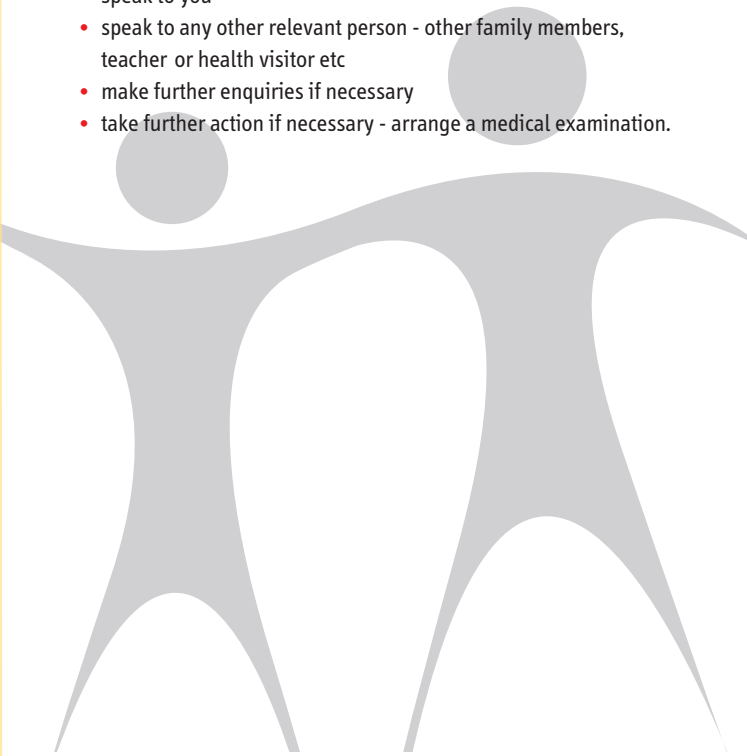 speak to you
• speak to any other relevant person - other family members,
teacher or health visitor etc
• make further enquiries if necessary
• take further action if necessary - arrange a medical examination.